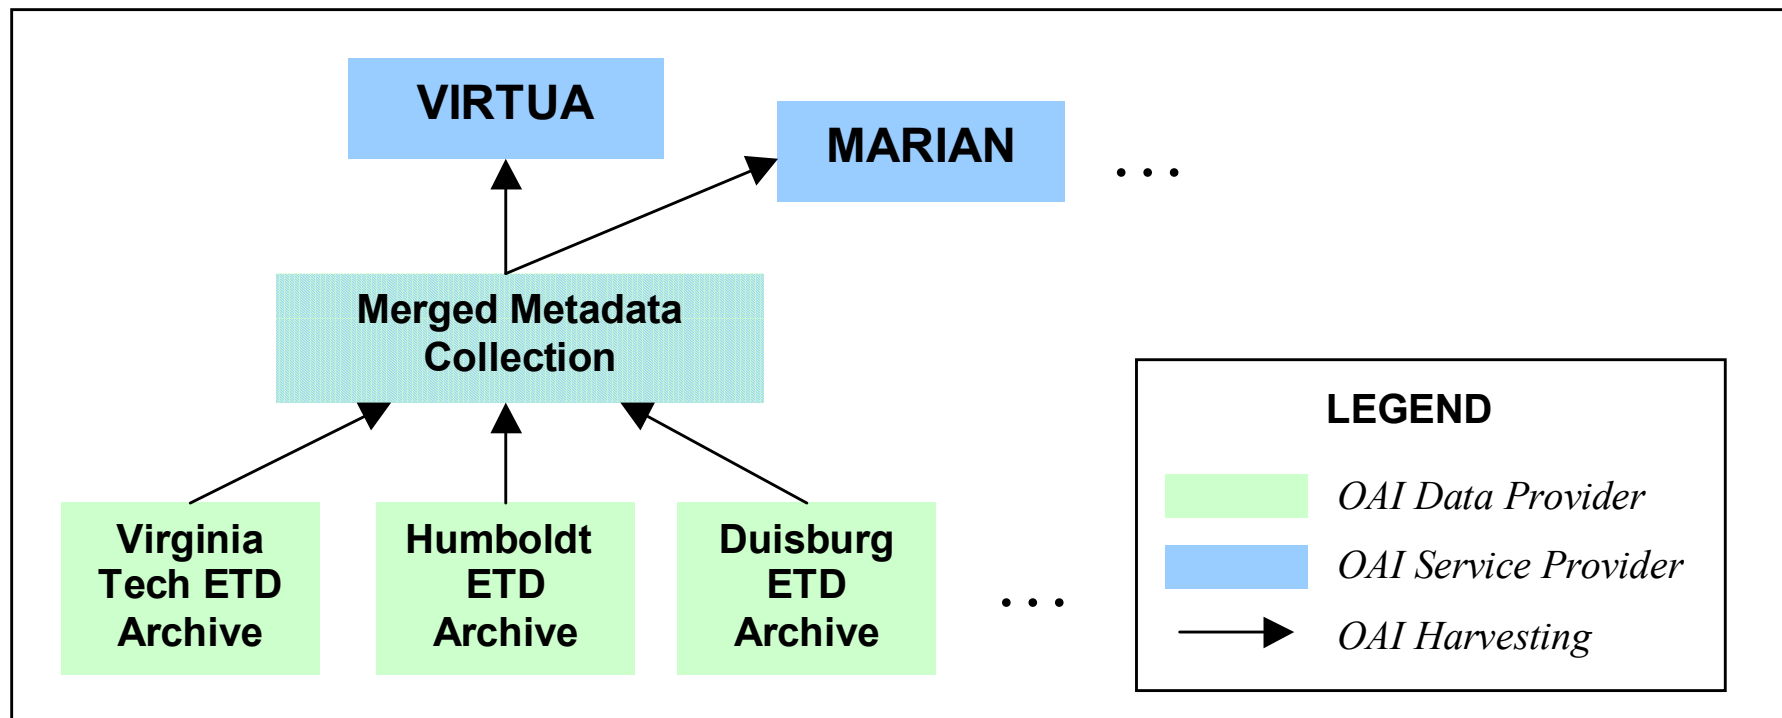 VIRTUA
MARIAN
. . .
Merged Metadata
Collection
Virginia
Tech ETD
Archive
Humboldt
ETD
Archive
Duisburg
ETD
Archive
. . .
LEGEND
OAI Data Provider
OAI Service Provider
OAI Harvesting